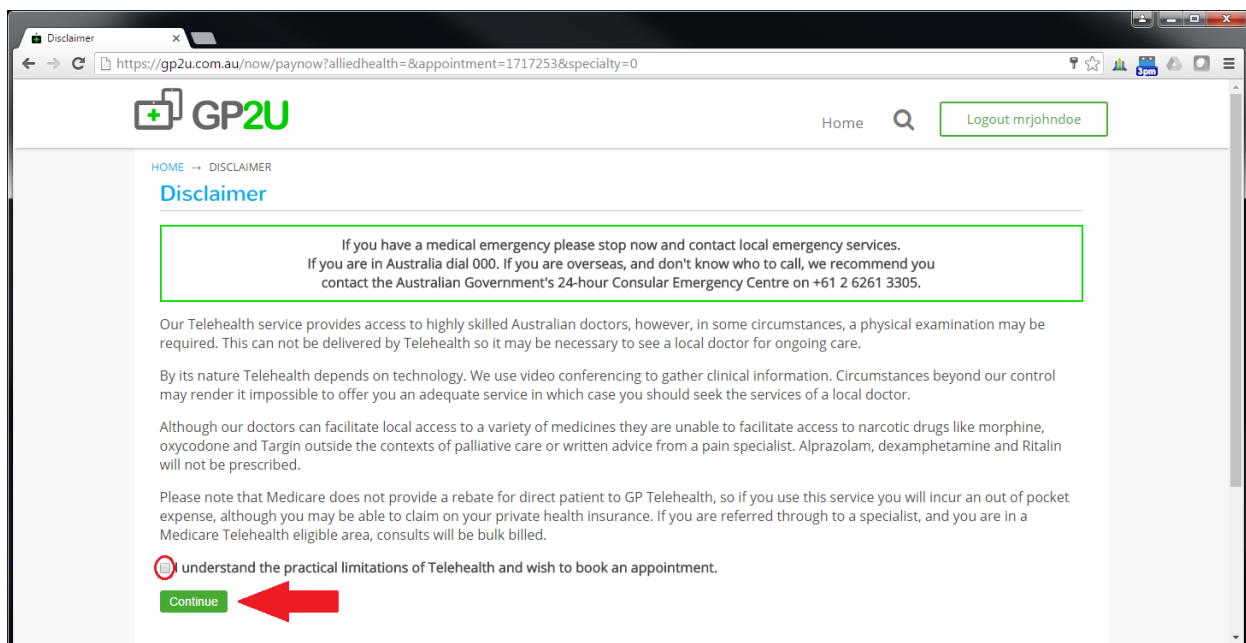 Disclaimer
https://gp2u.com.au/now/paynow?alliedhealth=&appointment=1717253&specialty=0
3pm
GP2U
Home
Logout mrjohndoe
HOME → DISCLAIMER
Disclaimer
If you have a medical emergency please stop now and contact local emergency services.
If you are in Australia dial 000. If you are overseas, and don't know who to call, we recommend you
contact the Australian Government's 24-hour Consular Emergency Centre on +61 2 6261 3305.
Our Telehealth service provides access to highly skilled Australian doctors, however, in some circumstances, a physical examination may be
required. This can not be delivered by Telehealth so it may be necessary to see a local doctor for ongoing care.
By its nature Telehealth depends on technology. We use video conferencing to gather clinical information. Circumstances beyond our control
may render it impossible to offer you an adequate service in which case you should seek the services of a local doctor.
Although our doctors can facilitate local access to a variety of medicines they are unable to facilitate access to narcotic drugs like morphine,
oxycodone and Targin outside the contexts of palliative care or written advice from a pain specialist. Alprazolam, dexamphetamine and Ritalin
will not be prescribed.
Please note that Medicare does not provide a rebate for direct patient to GP Telehealth, so if you use this service you will incur an out of pocket
expense, although you may be able to claim on your private health insurance. If you are referred through to a specialist, and you are in a
Medicare Telehealth eligible area, consults will be bulk billed.
I understand the practical limitations of Telehealth and wish to book an appointment.
Continue